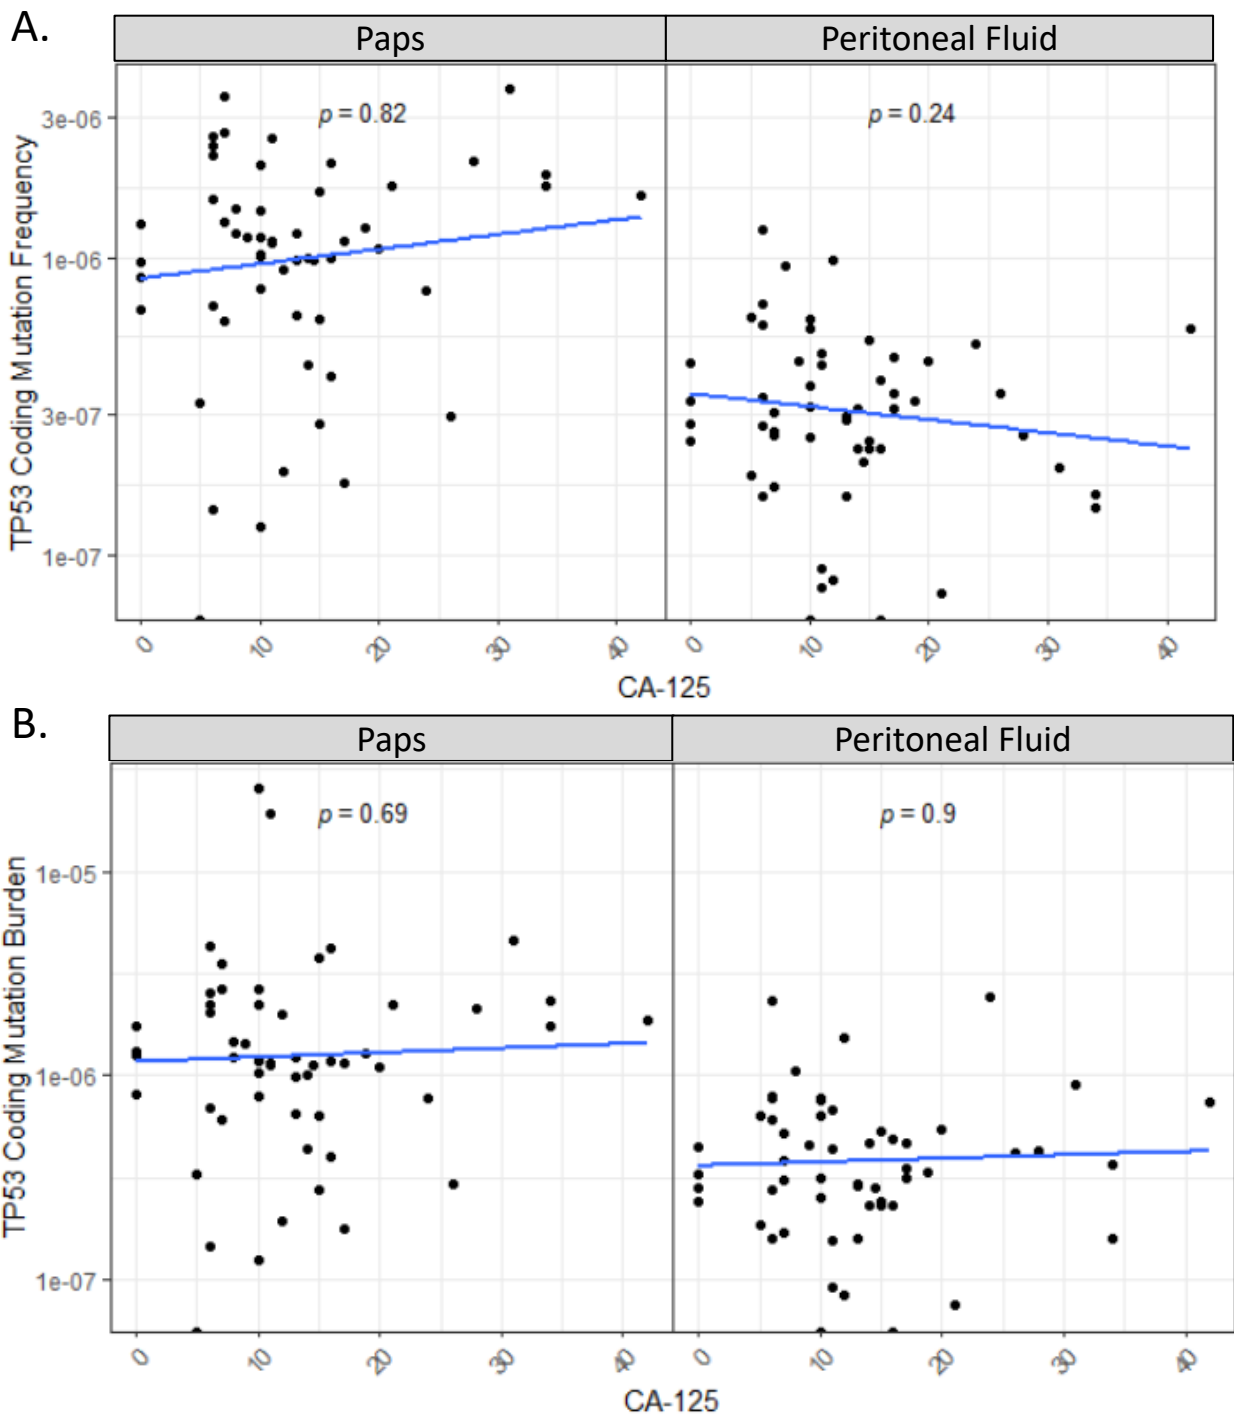 A.
Paps Peritoneal Fluid
p = 0.82 p = 0.24
TP53 Coding Mutation Frequency
3e-06
1e-06
3e-07
1e-07
0 10 20 30 40 0 10 20 30 40
CA-125
B.
Paps Peritoneal Fluid
p = 0.69 p = 0.9
TP53 Coding Mutation Burden
1e-05
1e-06
1e-07
0 10 20 30 40 0 10 20 30 40
CA-125